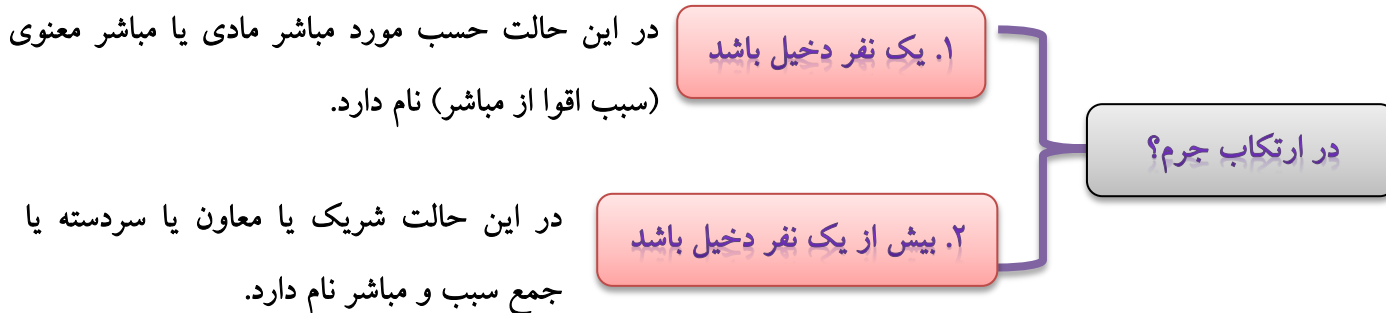 در ارتکاب جرم؟
۱. یک نفر دخیل باشد
در این حالت حسب مورد مباشر مادی یا مباشر معنوی
(سبب اقوا از مباشر) نام دارد.
۲. بیش از یک نفر دخیل باشد
در این حالت شریک یا معاون یا سردسته یا
جمع سبب و مباشر نام دارد.